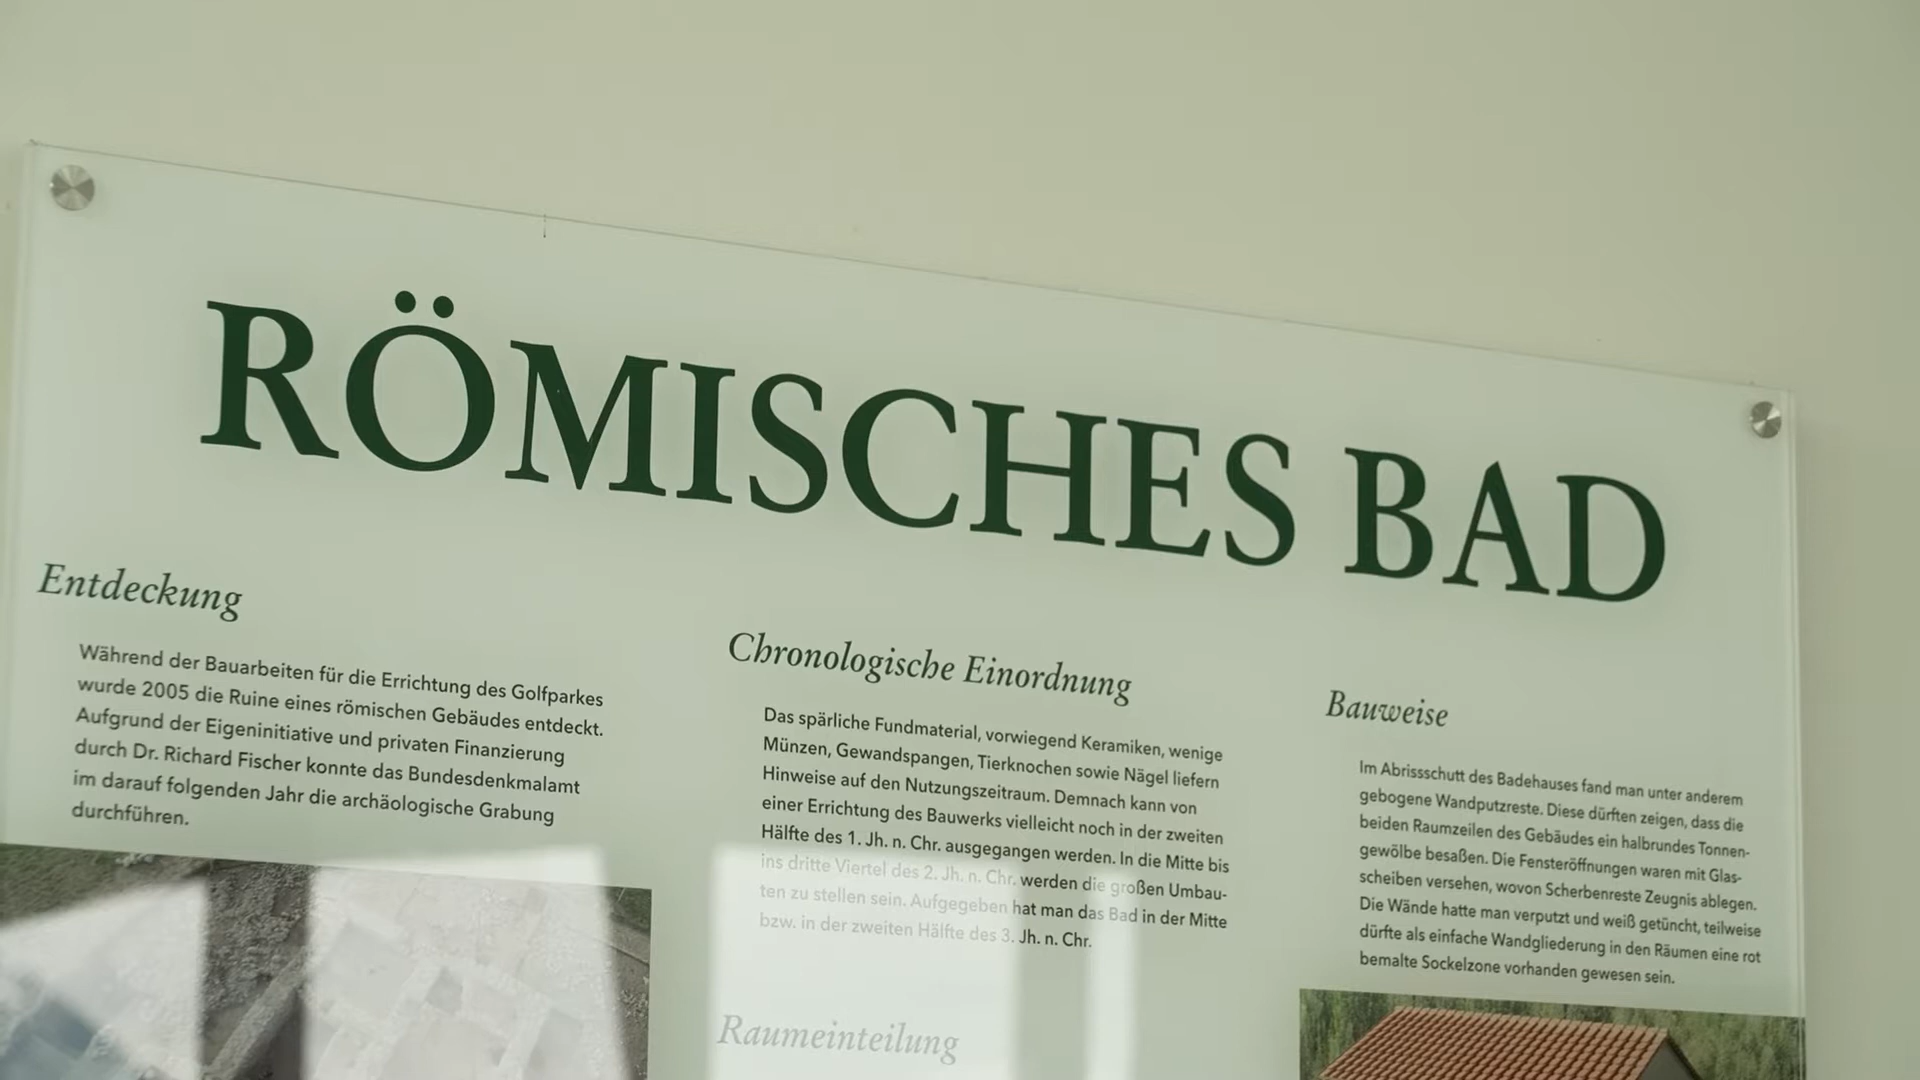 RÖMISCHES BAD
Entdeckung
Während der Bauarbeiten für die Errichtung des Golfparkes
wurde 2005 die Ruine eines römischen Gebäudes entdeckt.
Aufgrund der Eigeninitiative und privaten Finanzierung
durch Dr. Richard Fischer konnte das Bundesdenkmalamt
im darauf folgenden Jahr die archäologische Grabung
durchführen.
Chronologische Einordnung
Das spärliche Fundmaterial, vorwiegend Keramiken, wenige
Münzen, Gewandspangen, Tierknochen sowie Nägel liefern
Hinweise auf den Nutzungszeitraum. Demnach kann von
einer Errichtung des Bauwerks vielleicht noch in der zweiten
Hälfte des 1. Jh. n. Chr. ausgegangen werden. In die Mitte bis
ins dritte Viertel des 2. Jh. n. Chr. werden die großen Umbau-
ten zu stellen sein. Aufgegeben hat man das Bad in der Mitte
bzw. in der zweiten Hälfte des 3. Jh. n. Chr.
Raumeinteilung
Bauweise
Im Abrissschutt des Badehauses fand man unter anderem
gebogene Wandputzreste. Diese dürften zeigen, dass die
beiden Raumzeilen des Gebäudes ein halbrundes Tonnen-
gewölbe besaßen. Die Fensteröffnungen waren mit Glas-
scheiben versehen, wovon Scherbenreste Zeugnis ablegen.
Die Wände hatte man verputzt und weiß getüncht, teilweise
dürfte als einfache Wandgliederung in den Räumen eine rot
bemalte Sockelzone vorhanden gewesen sein.